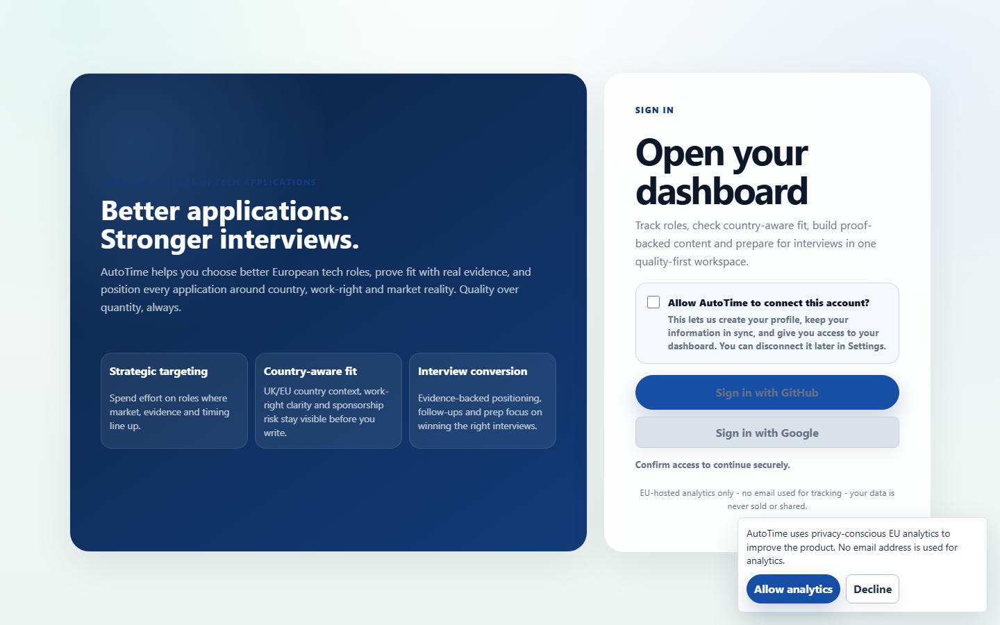 EUROPEAN TECH APPLICATIONS
Better applications.
Stronger interviews.
AutoTime helps you choose better European tech roles, prove fit with real evidence, and
position every application around country, work-right and market reality. Quality over
quantity, always.
Strategic targeting
Spend effort on roles where
market, evidence and timing
line up.
Country-aware fit
UK/EU country context, work-
right clarity and sponsorship
risk stay visible before you
write.
Interview conversion
Evidence-backed positioning,
follow-ups and prep focus on
winning the right interviews.
SIGN IN
Open your
dashboard
Track roles, check country-aware fit, build proof-
backed content and prepare for interviews in one
quality-first workspace.
Allow AutoTime to connect this account?
This lets us create your profile, keep your
information in sync, and give you access to your
dashboard. You can disconnect it later in Settings.
Sign in with GitHub
Sign in with Google
Confirm access to continue securely.
EU-hosted analytics only - no email used for tracking - your data is
never sold or shared.
AutoTime uses privacy-conscious EU analytics to
improve the product. No email address is used for
analytics.
Allow analytics
Decline